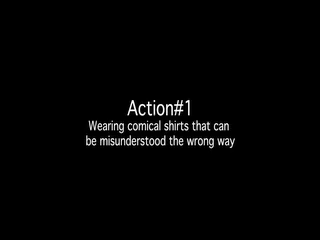 Action#1
Wearing comical shirts that can
be misunderstood the wrong way